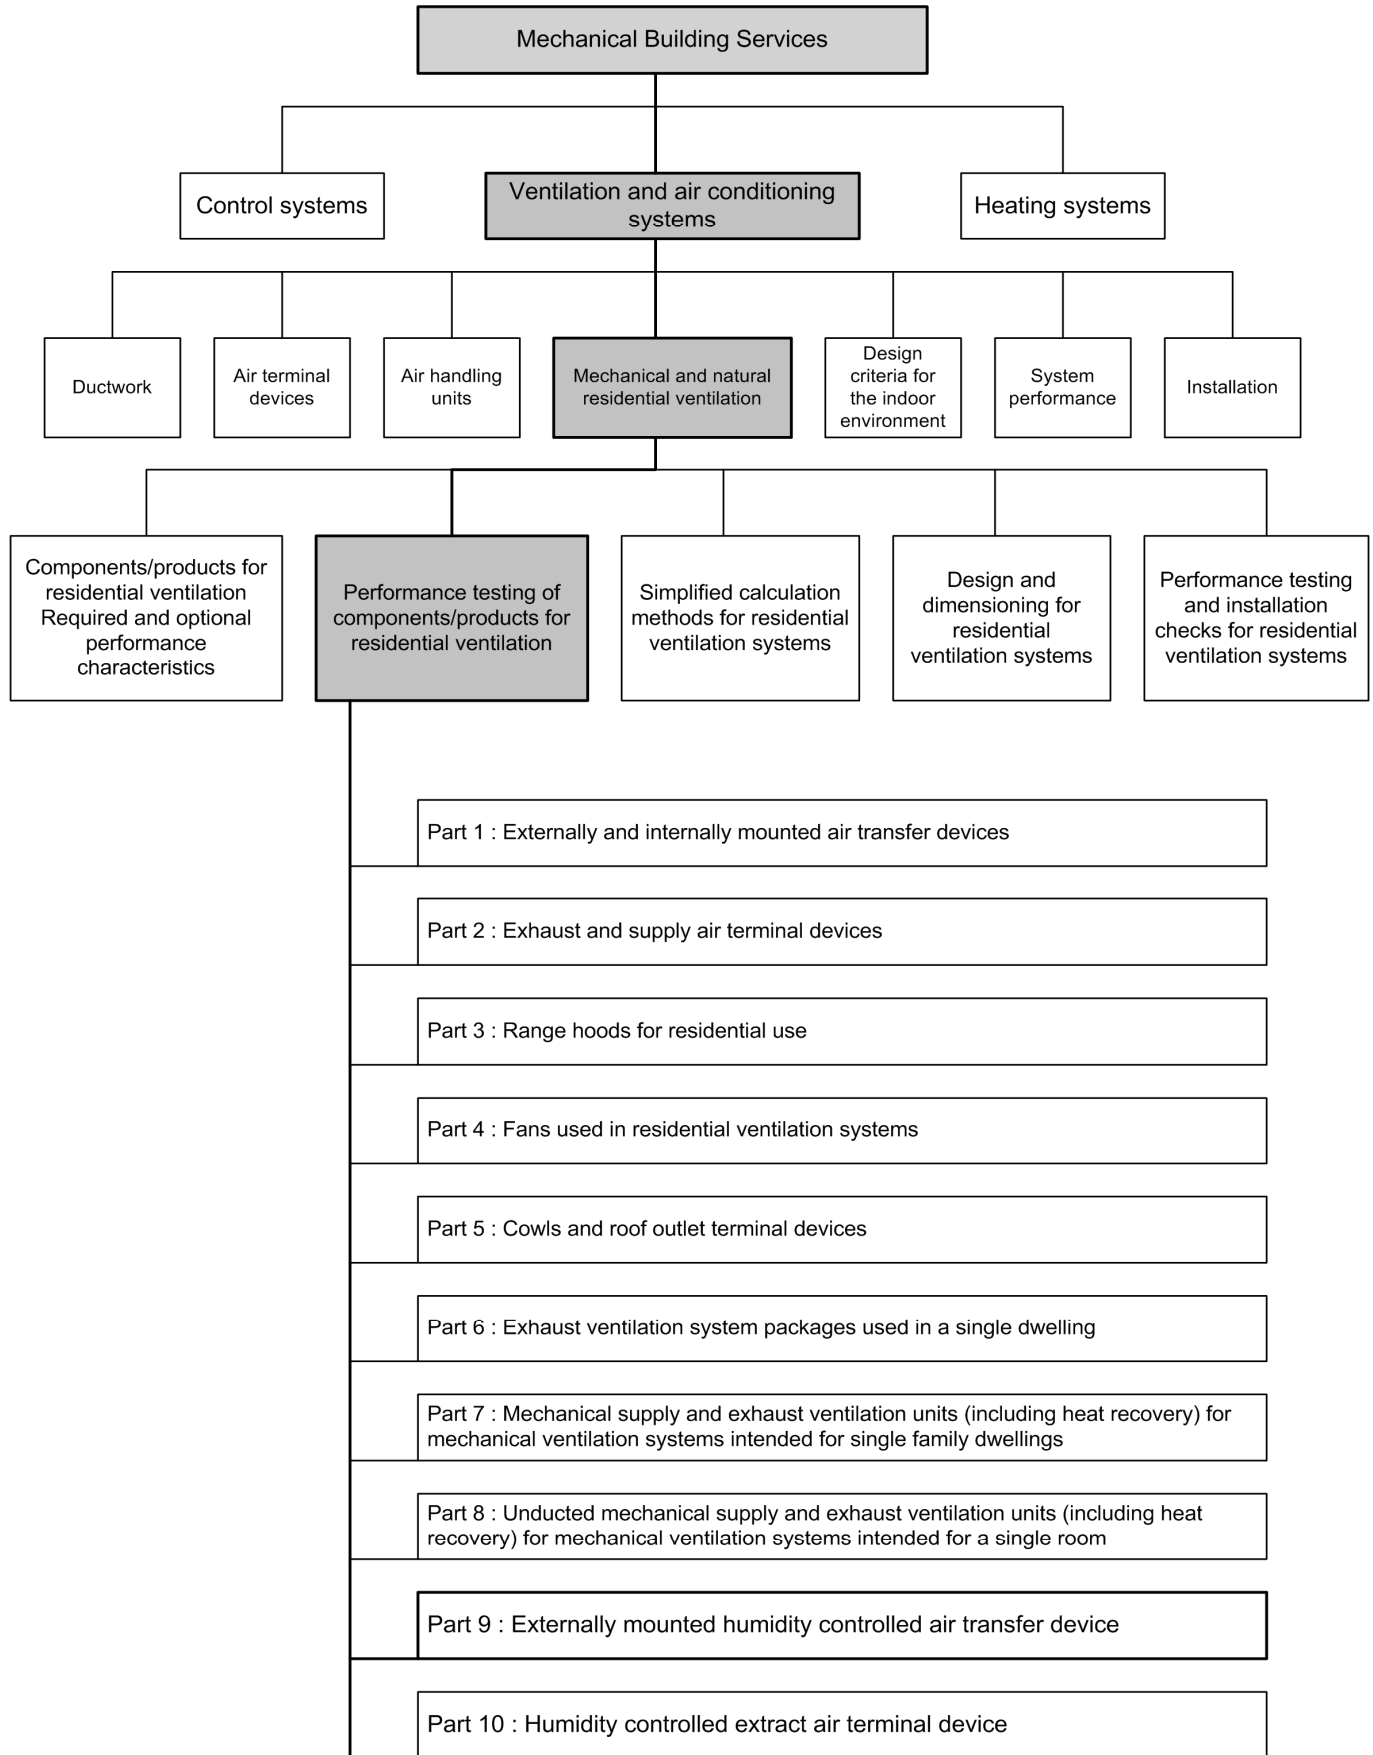 Mechanical Building Services
Control systems
Ventilation and air conditioning
systems
Heating systems
Ductwork
Air terminal
devices
Air handling
units
Mechanical and natural
residential ventilation
Design
criteria for
the indoor
environment
System
performance
Installation
Components/products for
residential ventilation
Required and optional
performance
characteristics
Performance testing of
components/products for
residential ventilation
Simplified calculation
methods for residential
ventilation systems
Design and
dimensioning for
residential
ventilation systems
Performance testing
and installation
checks for residential
ventilation systems
Part 1 : Externally and internally mounted air transfer devices
Part 2 : Exhaust and supply air terminal devices
Part 3 : Range hoods for residential use
Part 4 : Fans used in residential ventilation systems
Part 5 : Cowls and roof outlet terminal devices
Part 6 : Exhaust ventilation system packages used in a single dwelling
Part 7 : Mechanical supply and exhaust ventilation units (including heat recovery) for
mechanical ventilation systems intended for single family dwellings
Part 8 : Unducted mechanical supply and exhaust ventilation units (including heat
recovery) for mechanical ventilation systems intended for a single room
Part 9 : Externally mounted humidity controlled air transfer device
Part 10 : Humidity controlled extract air terminal device